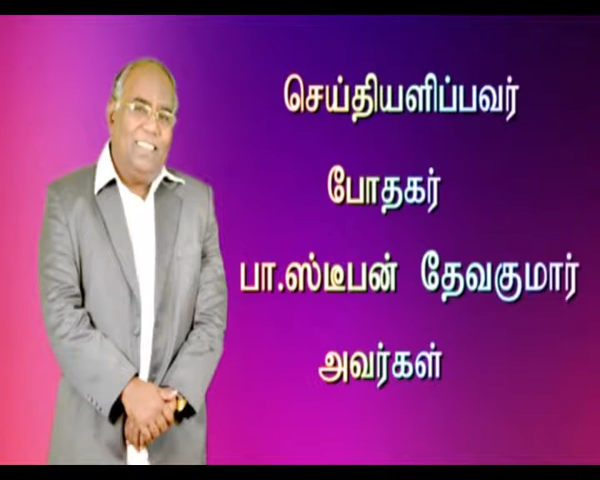 செய்தியளிப்பவர்
போதகர்
பா.ஸ்டீபன் தேவகுமார்
அவர்கள்